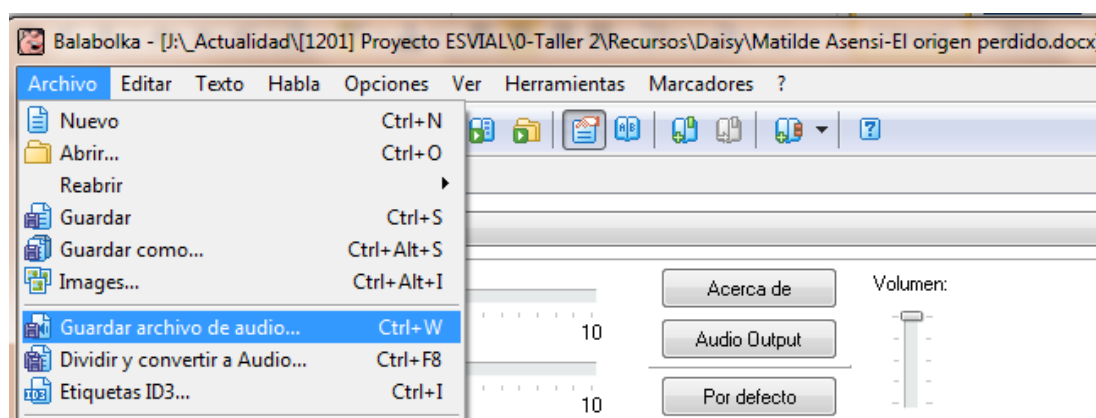 Balabolka - [J:\_Actualidad\[1201] Proyecto ESVIAL\0-Taller 2\Recursos\Daisy\Matilde Asensi-El origen perdido.docx]
Archivo Editar Texto Habla Opciones Ver Herramientas Marcadores ?
Nuevo Ctrl+N
Abrir... Ctrl+O
Reabrir
Guardar Ctrl+S
Guardar como... Ctrl+Alt+S
Images... Ctrl+Alt+I
Guardar archivo de audio... Ctrl+W
Dividir y convertir a Audio... Ctrl+F8
Etiquetas ID3... Ctrl+I
10
10
Acerca de
Audio Output
Por defecto
Volumen: